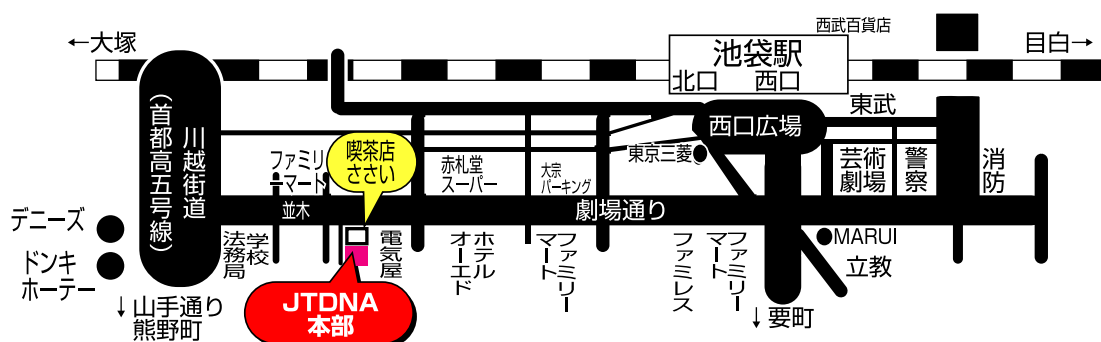 西武百貨店
←大塚
目白→
池袋駅
北口 西口
西口広場
東武
（首都高五号線）
川越街道
ファミリ
ーマート
喫茶店
ささい
赤札堂
スーパー
大宗
パーキング
東京三菱
芸術
劇場
警察
消防
並木
劇場通り
デニーズ
ドンキ
ホーテー
学校
法務局
電気屋
ホテル
オーエド
ファミリー
マート
ファミレス
ファミリー
マート
MARUI
立教
↓山手通り
熊野町
JTDNA
本部
↓要町